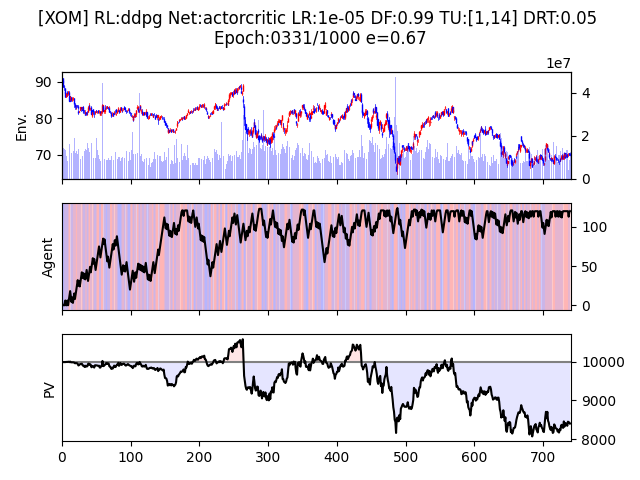 [XOM] RL:ddpg Net:actorcritic LR:1e-05 DF:0.99 TU:[1,14] DRT:0.05
Epoch:0331/1000 e=0.67
1e7
90
80
70
Env.
4
2
0
Agent
100
50
0
PV
10000
9000
8000
0 100 200 300 400 500 600 700